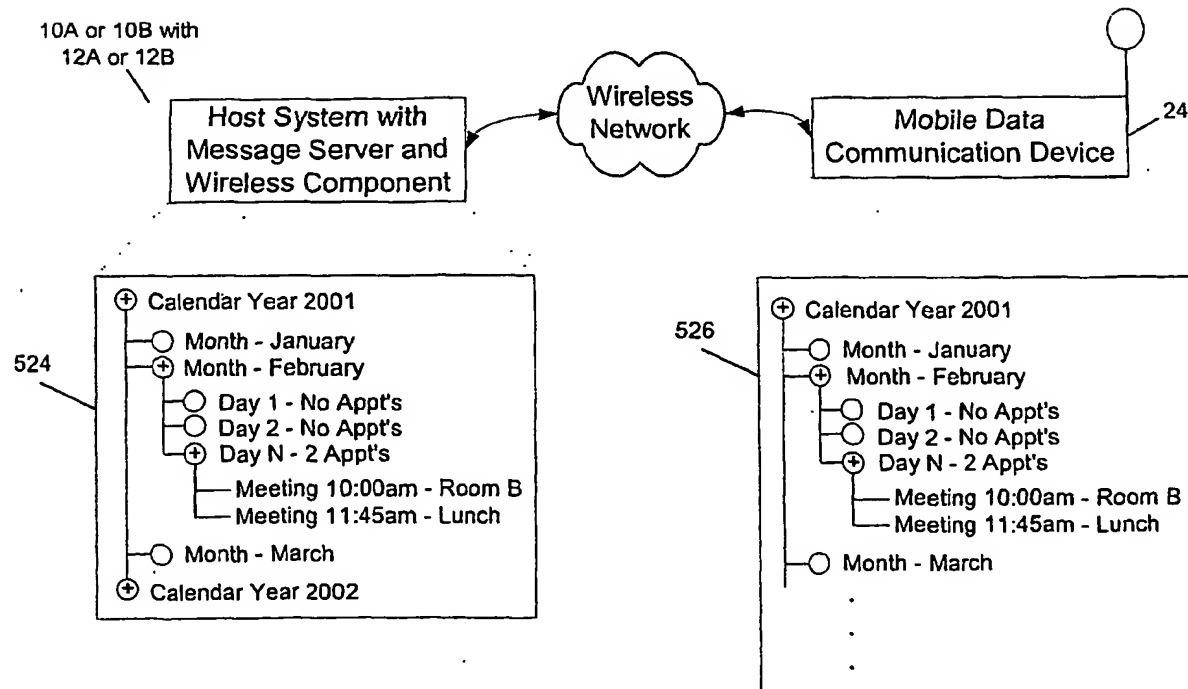 10A or 10B with
12A or 12B
Host System with
Message Server and
Wireless Component
Wireless
Network
Mobile Data
Communication Device
24
524
Calendar Year 2001
Month - January
Month - February
Day 1 - No Appt's
Day 2 - No Appt's
Day N - 2 Appt's
Meeting 10:00am - Room B
Meeting 11:45am - Lunch
Month - March
Calendar Year 2002
526
Calendar Year 2001
Month - January
Month - February
Day 1 - No Appt's
Day 2 - No Appt's
Day N - 2 Appt's
Meeting 10:00am - Room B
Meeting 11:45am - Lunch
Month - March